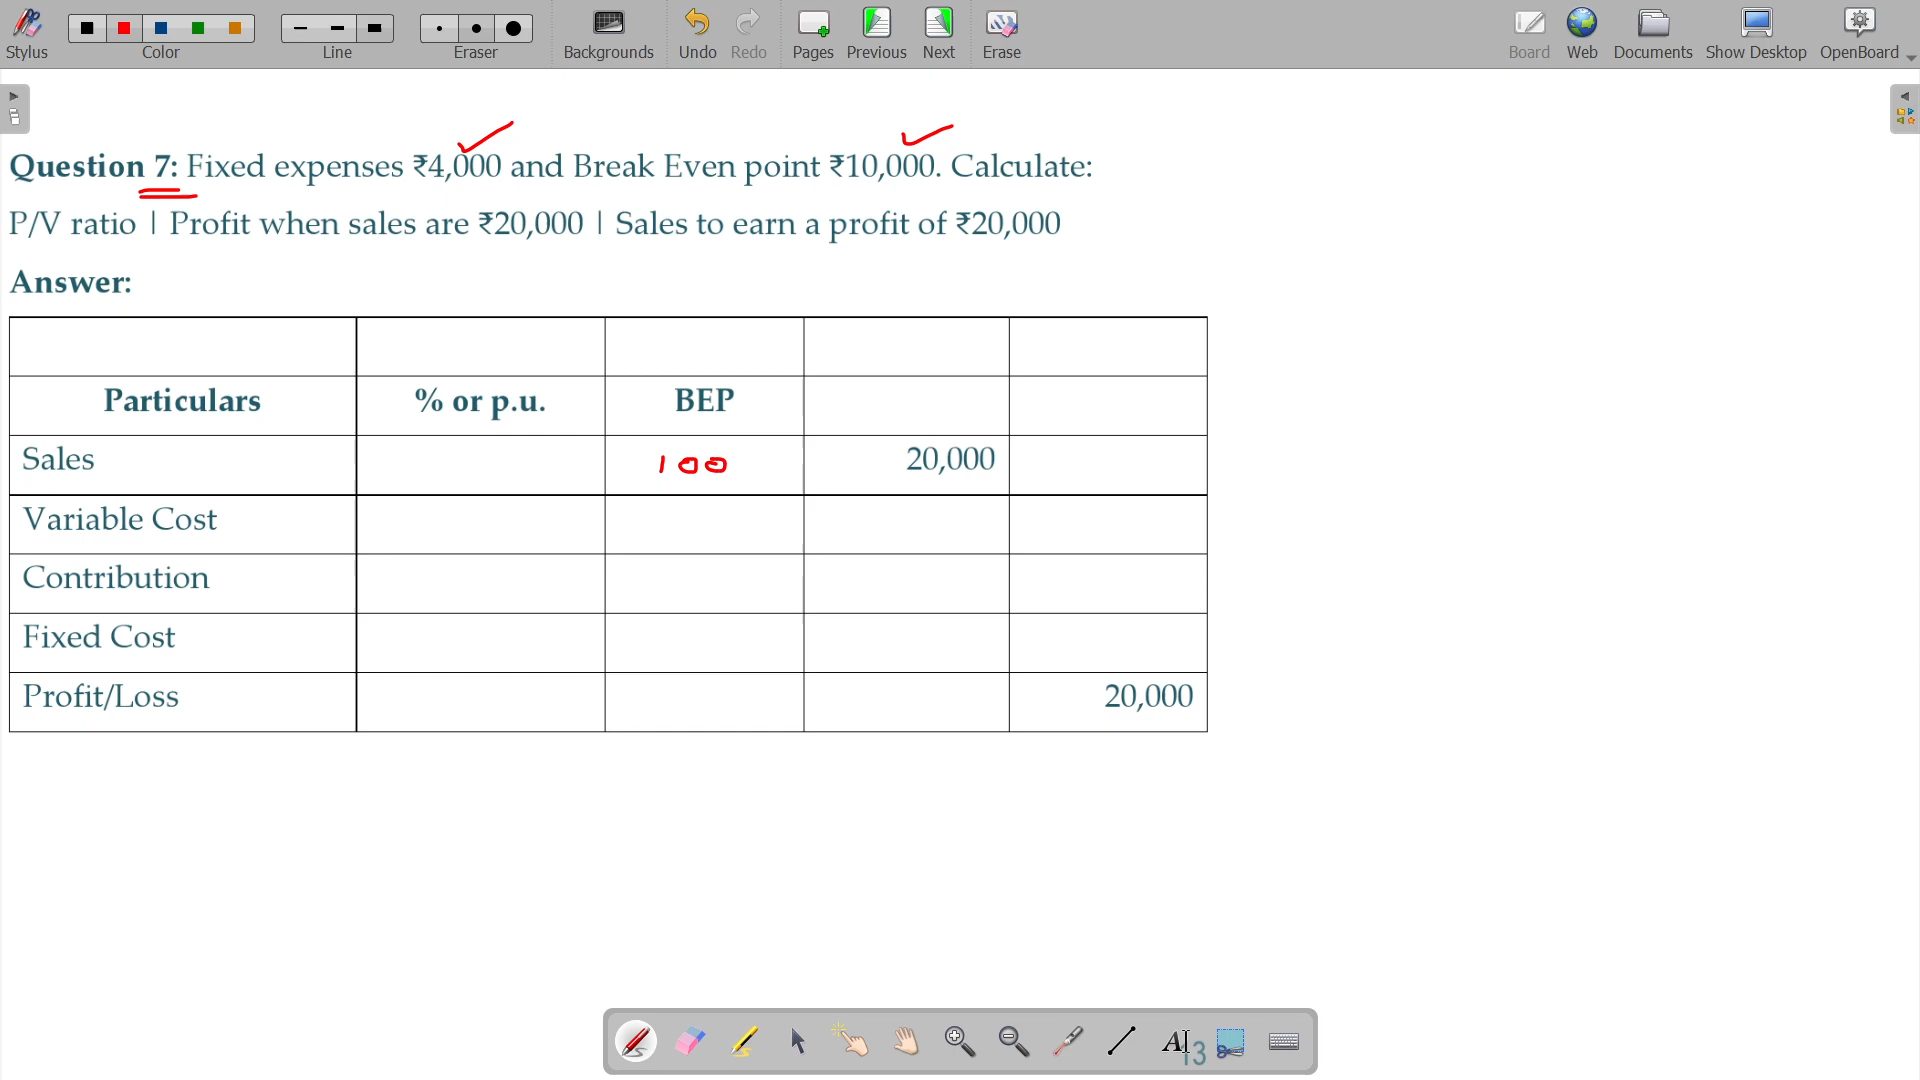 Stylus Color Line Eraser Backgrounds Undo Redo Pages Previous Next Erase Board Web Documents Show Desktop OpenBoard
Question 7: Fixed expenses ₹4,000 and Break Even point ₹10,000. Calculate:
P/V ratio | Profit when sales are ₹20,000 | Sales to earn a profit of ₹20,000
Answer:
Particulars % or p.u. BEP
Sales 100 20,000
Variable Cost
Contribution
Fixed Cost
Profit/Loss 20,000
13